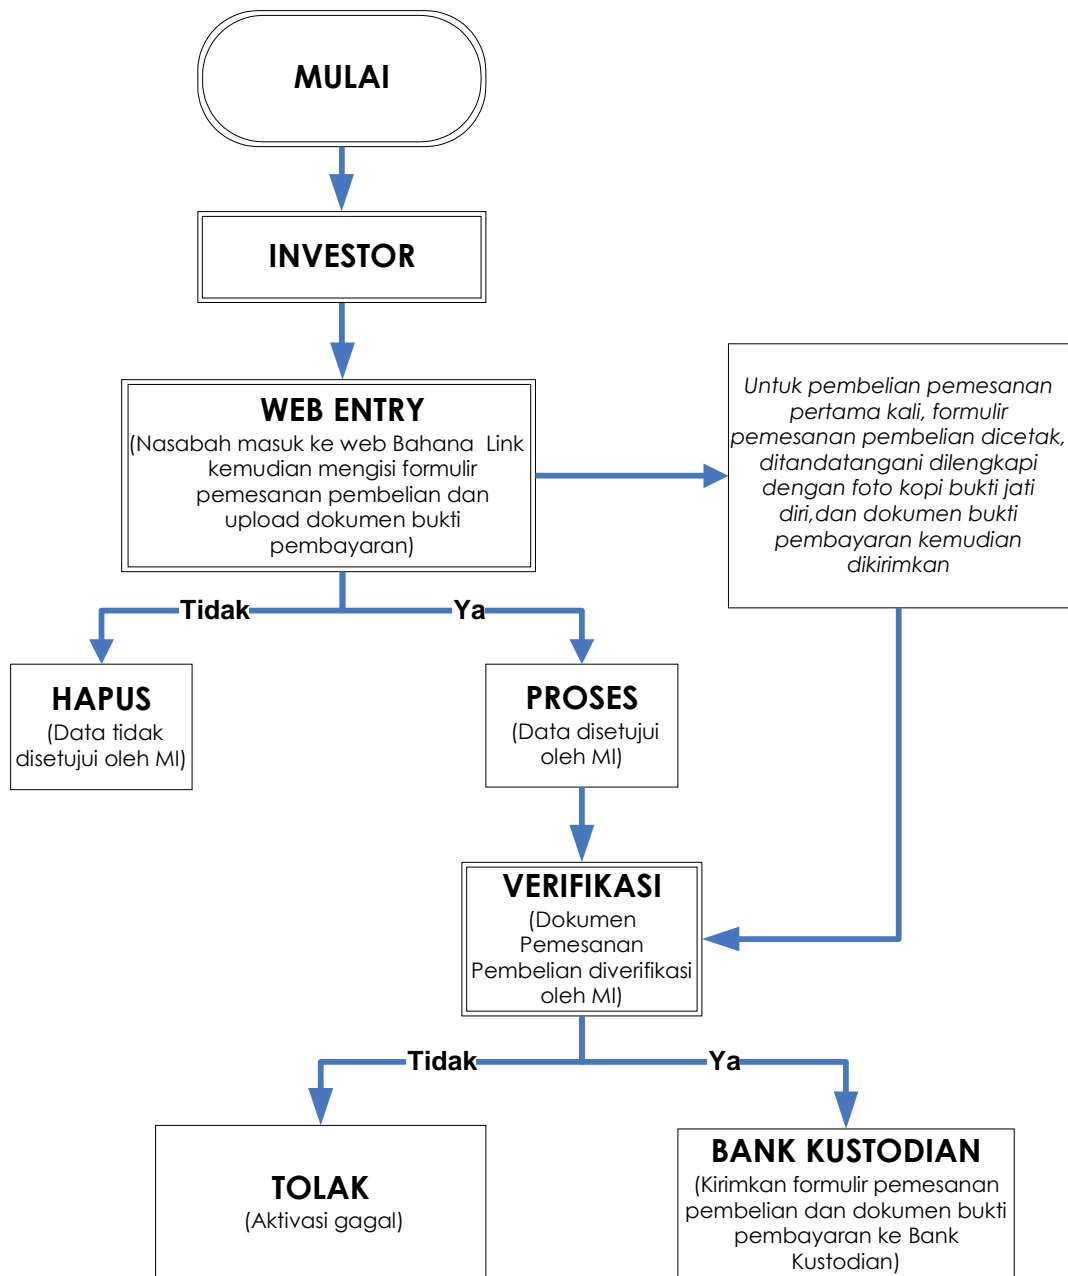 MULAI
INVESTOR
WEB ENTRY
(Nasabah masuk ke web Bahana  Link
kemudian mengisi formulir
pemesanan pembelian dan
upload dokumen bukti
pembayaran)
Untuk pembelian pemesanan
pertama kali, formulir
pemesanan pembelian dicetak,
ditandatangani dilengkapi
dengan foto kopi bukti jati
diri,dan dokumen bukti
pembayaran kemudian
dikirimkan
Tidak
Ya
HAPUS
(Data tidak
disetujui oleh MI)
PROSES
(Data disetujui
oleh MI)
VERIFIKASI
(Dokumen
Pemesanan
Pembelian diverifikasi
oleh MI)
Tidak
Ya
TOLAK
(Aktivasi gagal)
BANK KUSTODIAN
(Kirimkan formulir pemesanan
pembelian dan dokumen bukti
pembayaran ke Bank
Kustodian)